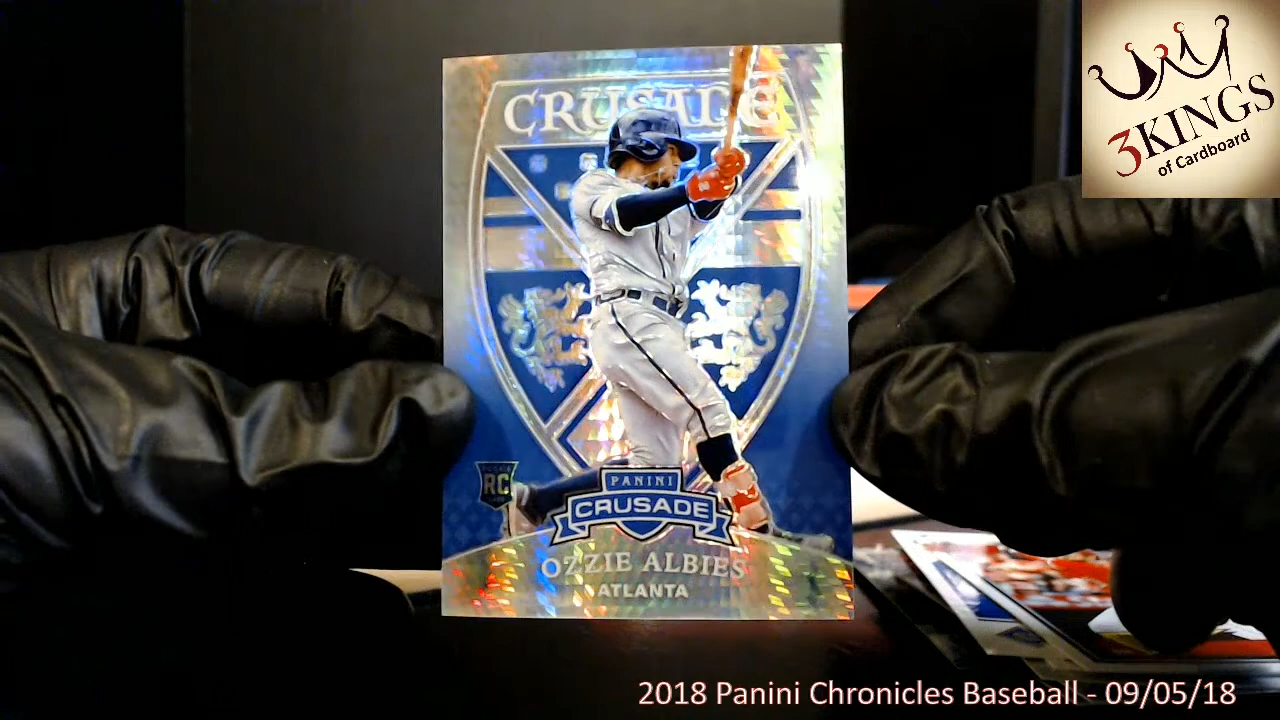 3KINGS
of Cardboard
CRUSADE
RC
PANINI
CRUSADE
OZZIE ALBIES
ATLANTA
2018 Panini Chronicles Baseball - 09/05/18